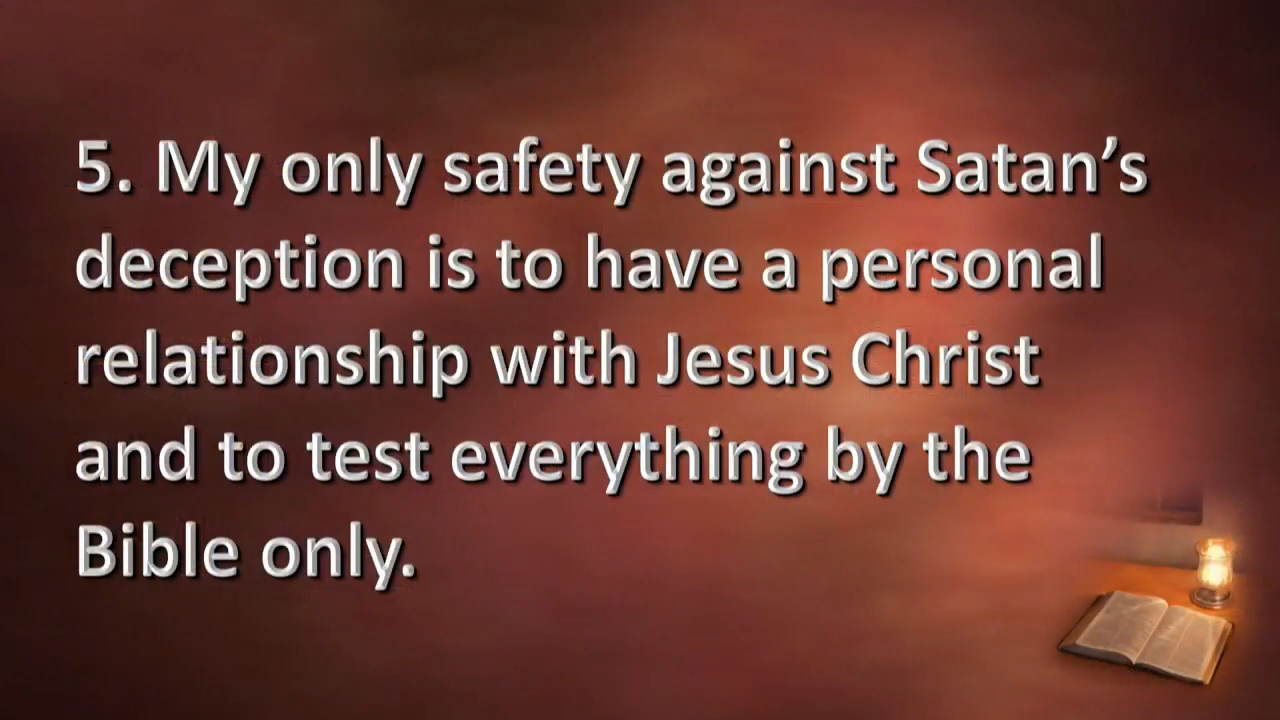 5. My only safety against Satan’s
deception is to have a personal
relationship with Jesus Christ
and to test everything by the
Bible only.